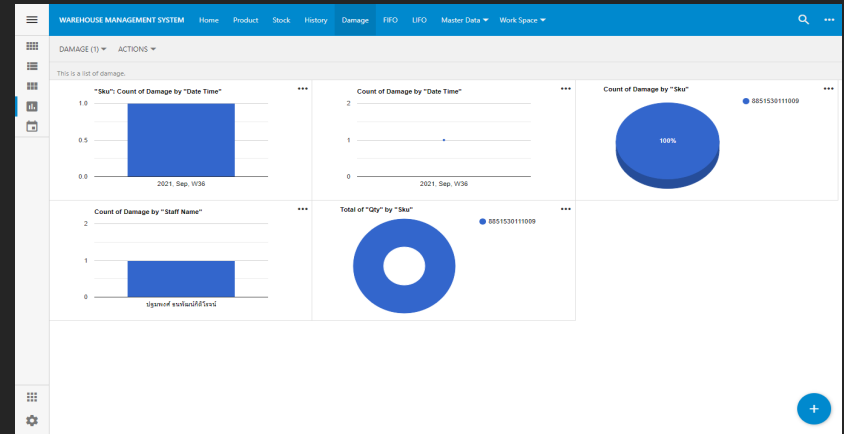 WAREHOUSE MANAGEMENT SYSTEM Home Product Stock History Damage FIFO LIFO Master Data Work Space
DAMAGE (1) ACTIONS
This is a list of damage.
"Sku": Count of Damage by "Date Time"
1.0
0.5
0.0
2021, Sep, W36
Count of Damage by "Date Time"
2
1
0
2021, Sep, W36
Count of Damage by "Sku"
8851530111009
100%
Count of Damage by "Staff Name"
2
1
0
Total of "Qty" by "Sku"
8851530111009